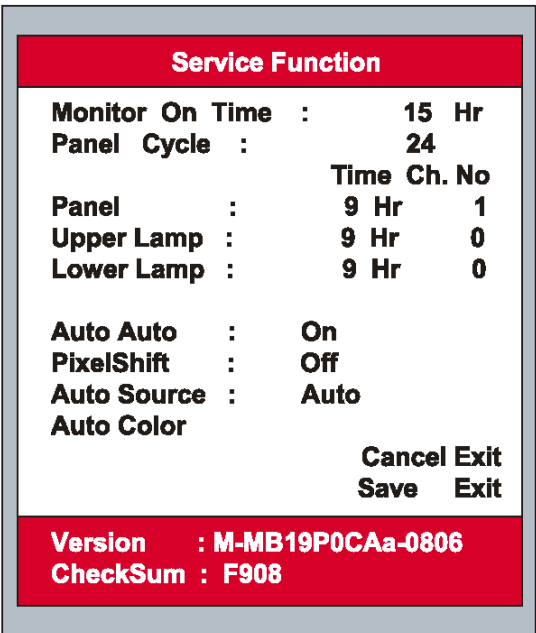 Service Function
Monitor On Time : 15 Hr
Panel Cycle : 24
Time Ch. No
Panel : 9 Hr 1
Upper Lamp : 9 Hr 0
Lower Lamp : 9 Hr 0
Auto Auto : On
PixelShift : Off
Auto Source : Auto
Auto Color
Cancel Exit
Save Exit
Version : M-MB19P0CAa-0806
CheckSum : F908